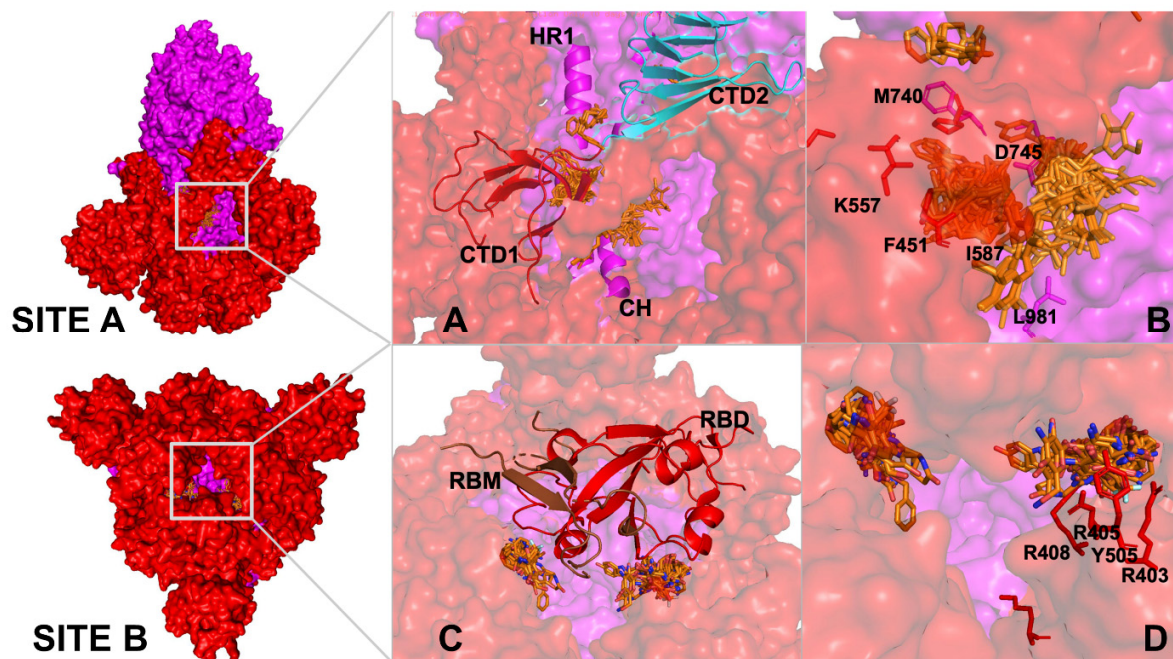 SITE A
HR1
CTD2
CTD1
CH
A
M740
D745
K557
F451
I587
L981
B
SITE B
RBD
RBM
C
R405
R408
Y505
R403
D